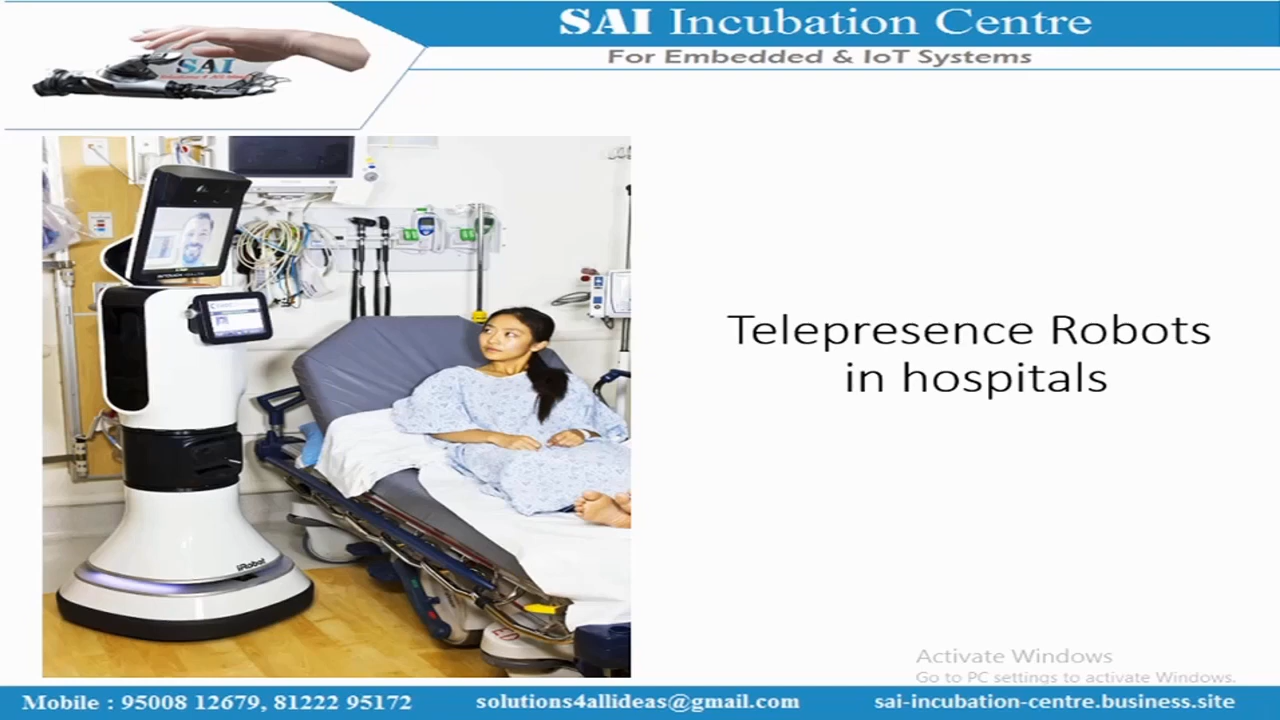 SAI Incubation Centre
For Embedded & IoT Systems
SAI
Telepresence Robots
in hospitals
iRobot
ED
Activate Windows
Go to PC settings to activate Windows.
Mobile : 95008 12679, 81222 95172
solutions4allideas@gmail.com
sai-incubation-centre.business.site